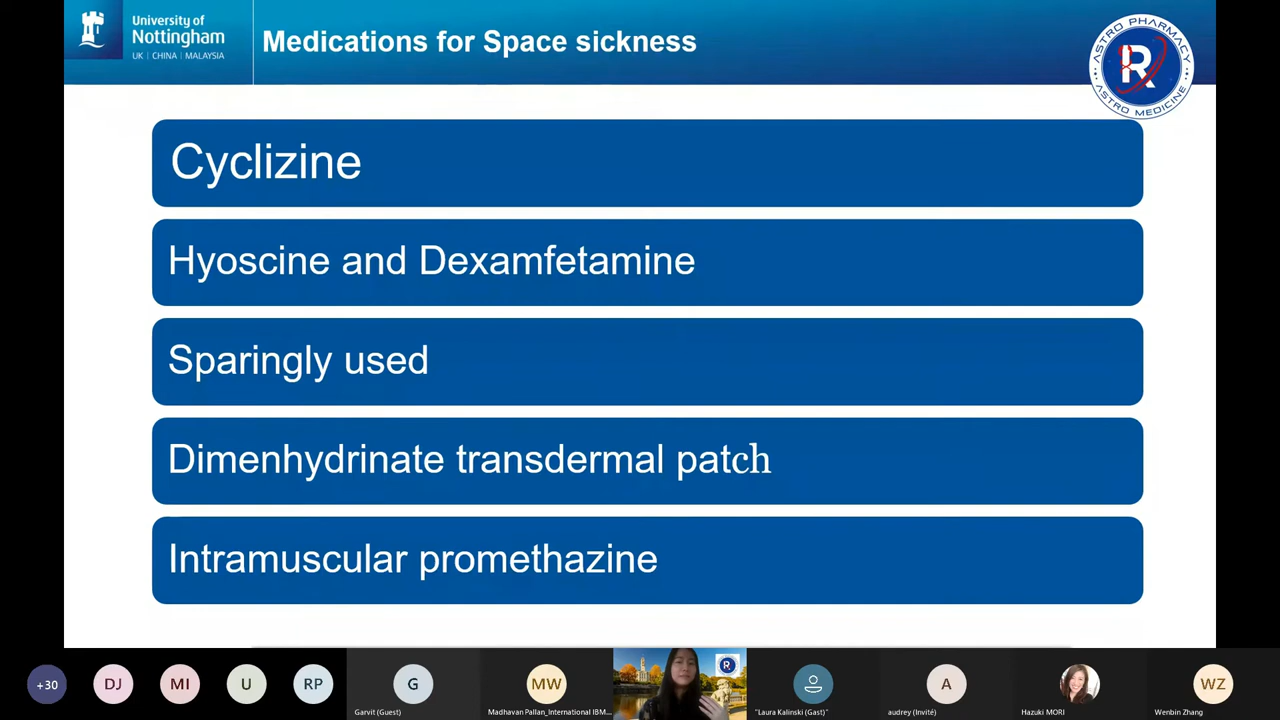 University of
Nottingham
UK | CHINA | MALAYSIA
Medications for Space sickness
ASTRO PHARMACY
R
ASTRO MEDICINE
Cyclizine
Hyoscine and Dexamfetamine
Sparingly used
Dimenhydrinate transdermal patch
Intramuscular promethazine
+30
DJ
MI
U
RP
G
Garvit (Guest)
MW
Madhavan Pallan_International IBM...
R
"Laura Kalinski (Gast)"
A
audrey (Invité)
Hazuki MORI
WZ
Wenbin Zhang